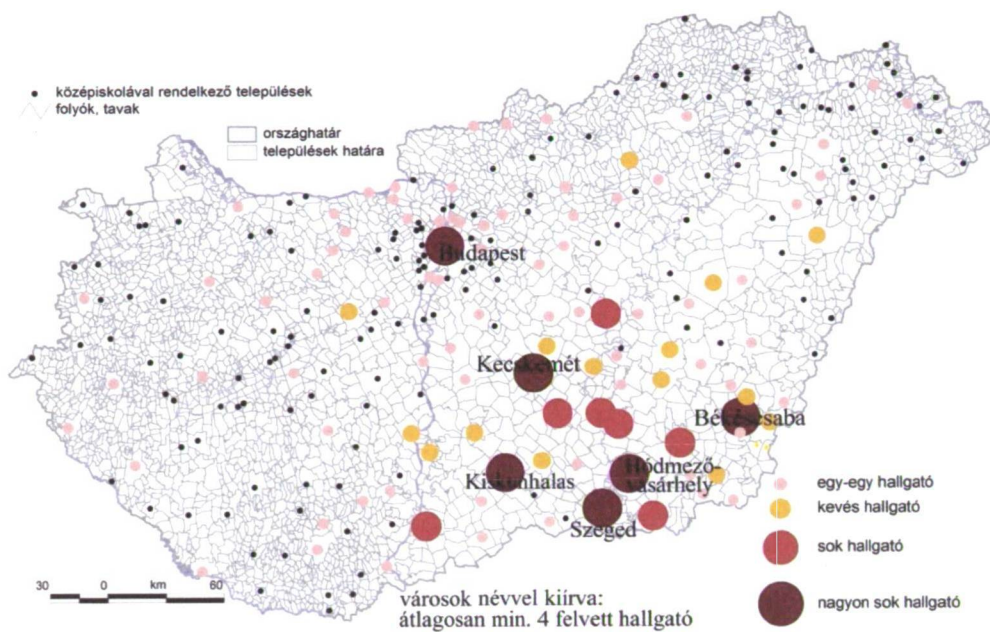 középiskolával rendelkező települések
folyók, tavak
országhatár
települések határa
Budapest
Kecskemét
Békéscsaba
Kiskunhalas
Hódmező-
vásárhely
Szeged
egy-egy hallgató
kevés hallgató
sok hallgató
nagyon sok hallgató
30 0 km 60
városok névvel kiírva:
átlagosan min. 4 felvett hallgató